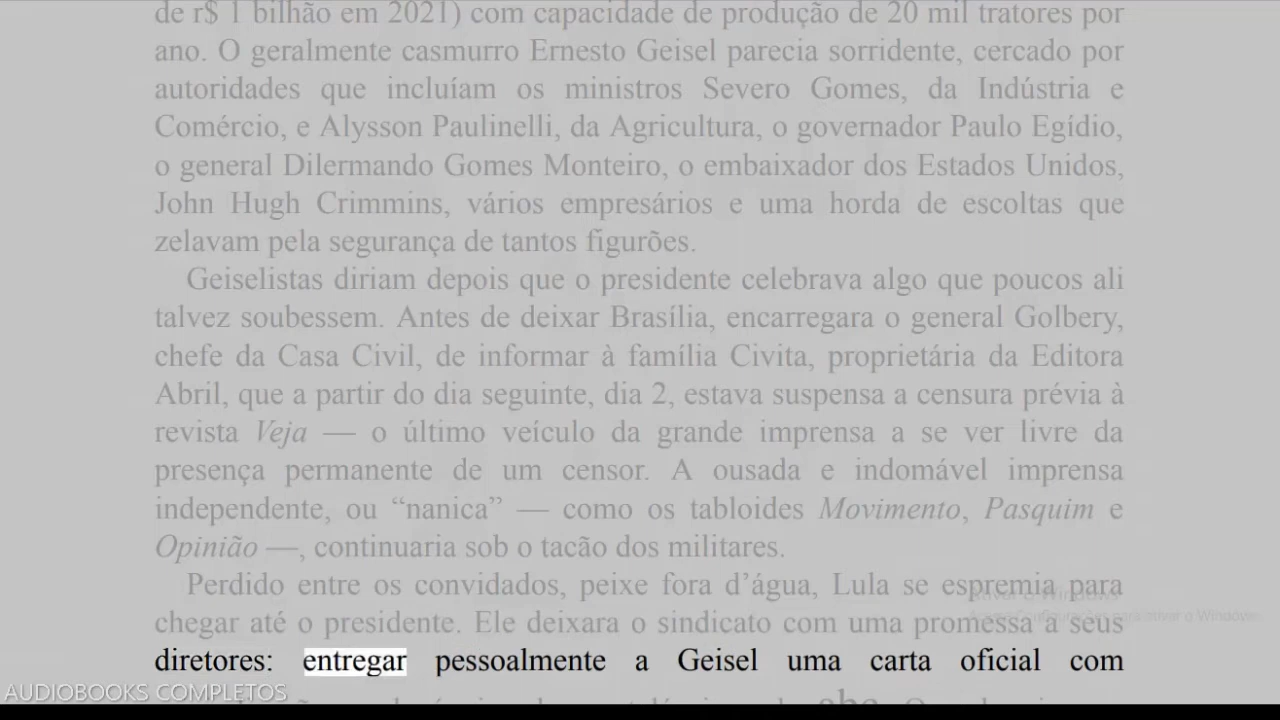 de r$ 1 bilhão em 2021) com capacidade de produção de 20 mil tratores por
ano. O geralmente casmurro Ernesto Geisel parecia sorridente, cercado por
autoridades que incluíam os ministros Severo Gomes, da Indústria e
Comércio, e Alysson Paulinelli, da Agricultura, o governador Paulo Egídio,
o general Dilermando Gomes Monteiro, o embaixador dos Estados Unidos,
John Hugh Crimmins, vários empresários e uma horda de escoltas que
zelavam pela segurança de tantos figurões.
Geiselistas diriam depois que o presidente celebrava algo que poucos ali
talvez soubessem. Antes de deixar Brasília, encarregara o general Golbery,
chefe da Casa Civil, de informar à família Civita, proprietária da Editora
Abril, que a partir do dia seguinte, dia 2, estava suspensa a censura prévia à
revista Veja — o último veículo da grande imprensa a se ver livre da
presença permanente de um censor. A ousada e indomável imprensa
independente, ou “nanica” — como os tabloides Movimento, Pasquim e
Opinião —, continuaria sob o tacão dos militares.
Perdido entre os convidados, peixe fora d’água, Lula se espremia para
chegar até o presidente. Ele deixara o sindicato com uma promessa a seus
diretores: entregar pessoalmente a Geisel uma carta oficial com
AUDIOBOOKS COMPLETOS